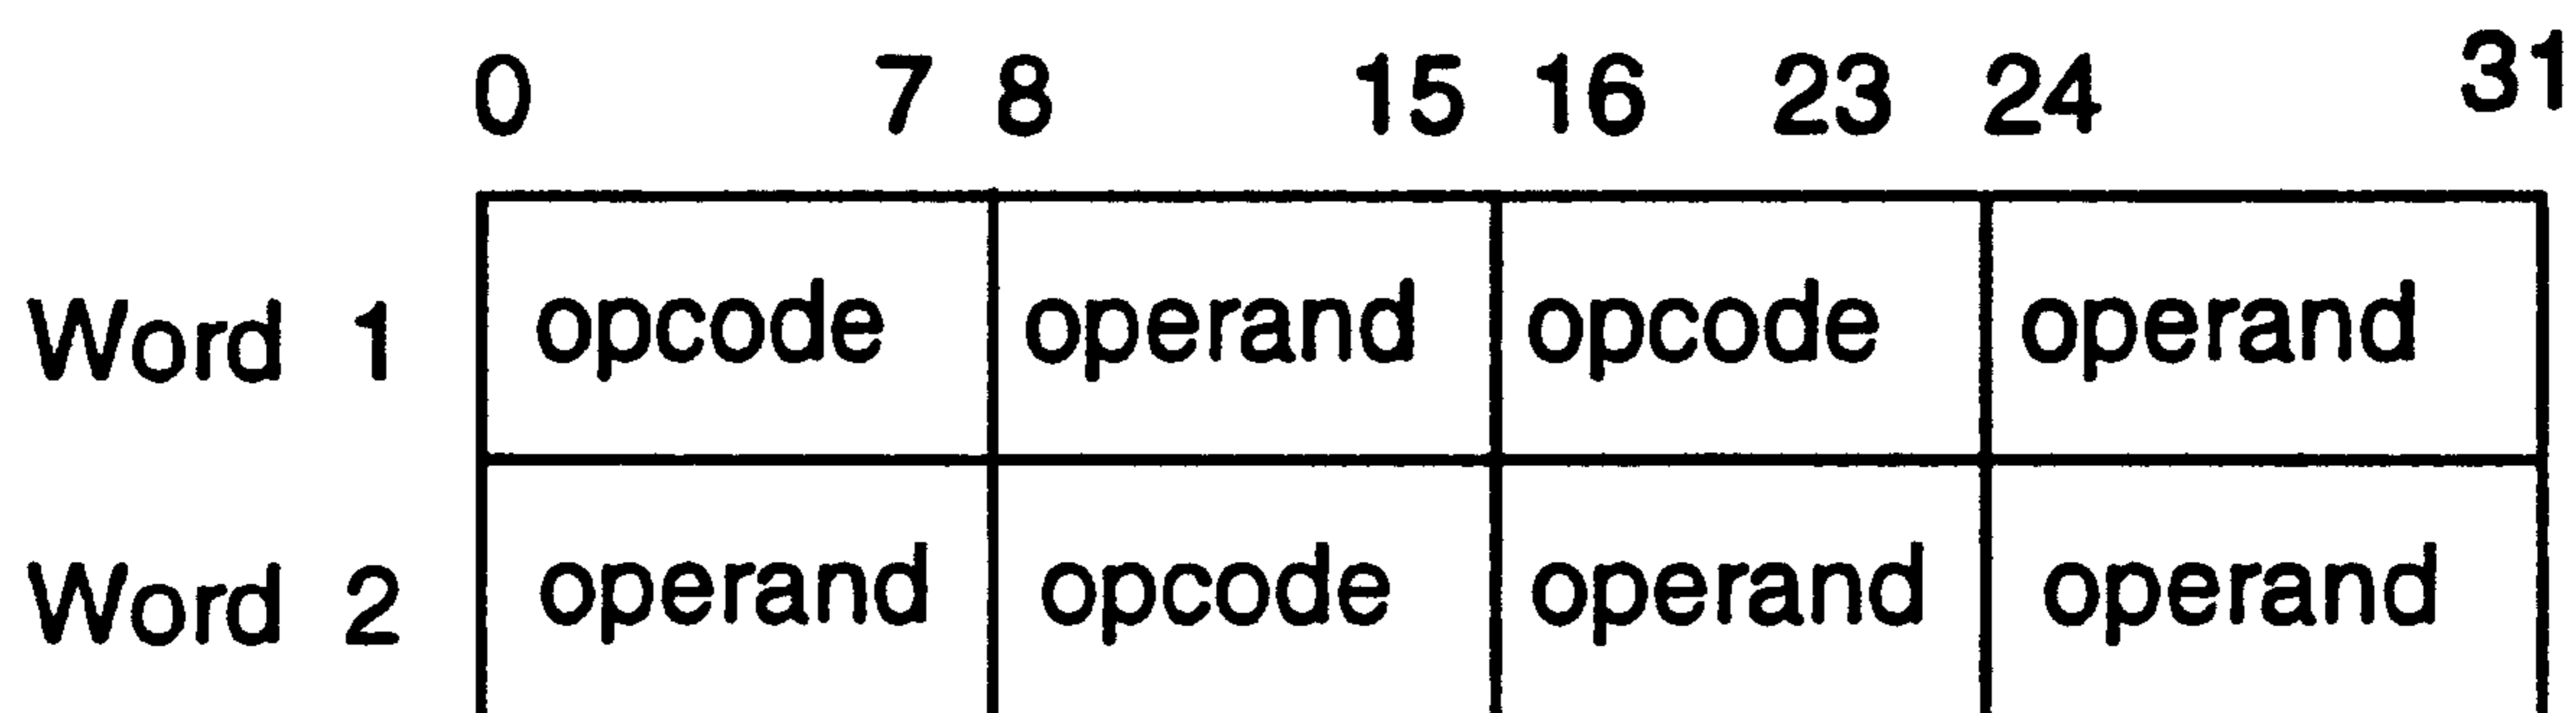 0 7 8 15 16 23 24 31
Word 1 opcode operand opcode operand
Word 2 operand opcode operand operand